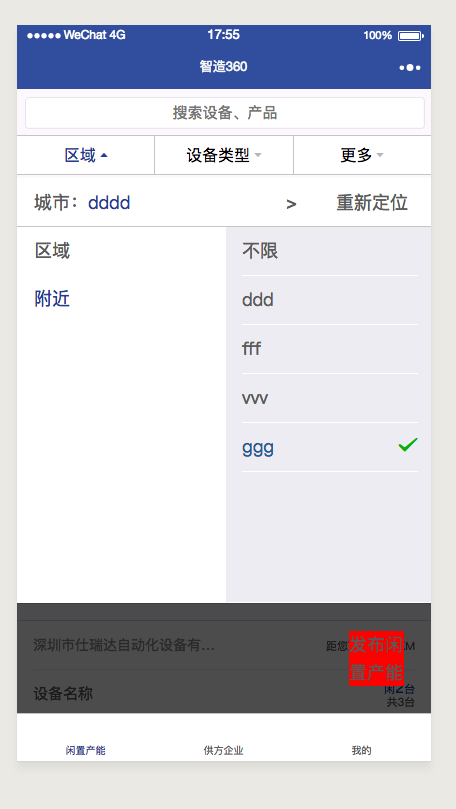 WeChat 4G 17:55 100%
智造360
搜索设备、产品
区域 设备类型 更多
城市：dddd > 重新定位
区域 不限
附近 ddd
fff
vvv
ggg
深圳市仕瑞达自动化设备有... 距您 M
发布闲
置产能
设备名称 闲2台
共3台
闲置产能 供方企业 我的